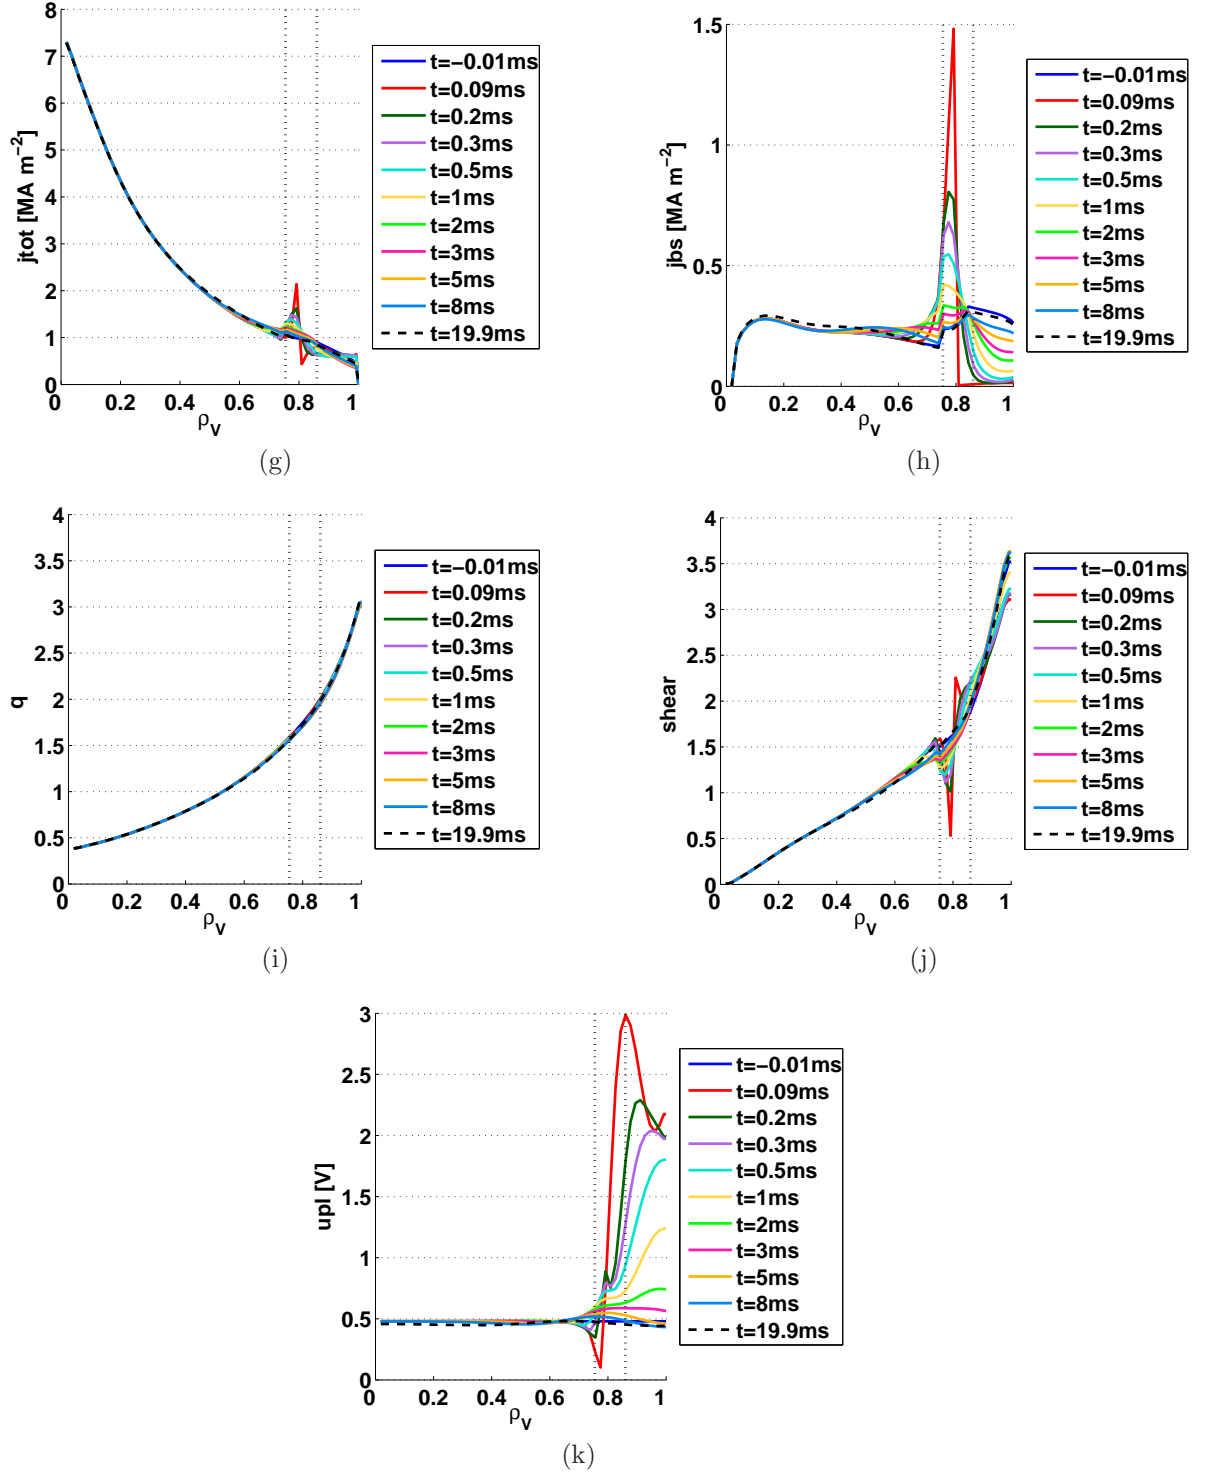 8
7
6
5
4
3
2
1
0
jtot [MA m−2]
0
0.2
0.4
0.6
0.8
1
ρV
t=−0.01ms
t=0.09ms
t=0.2ms
t=0.3ms
t=0.5ms
t=1ms
t=2ms
t=3ms
t=5ms
t=8ms
t=19.9ms
(g)
1.5
1
0.5
0
jbs [MA m−2]
0
0.2
0.4
0.6
0.8
1
ρV
t=−0.01ms
t=0.09ms
t=0.2ms
t=0.3ms
t=0.5ms
t=1ms
t=2ms
t=3ms
t=5ms
t=8ms
t=19.9ms
(h)
4
3.5
3
2.5
2
1.5
1
0.5
0
q
0
0.2
0.4
0.6
0.8
1
ρV
t=−0.01ms
t=0.09ms
t=0.2ms
t=0.3ms
t=0.5ms
t=1ms
t=2ms
t=3ms
t=5ms
t=8ms
t=19.9ms
(i)
4
3.5
3
2.5
2
1.5
1
0.5
0
shear
0
0.2
0.4
0.6
0.8
1
ρV
t=−0.01ms
t=0.09ms
t=0.2ms
t=0.3ms
t=0.5ms
t=1ms
t=2ms
t=3ms
t=5ms
t=8ms
t=19.9ms
(j)
3
2.5
2
1.5
1
0.5
0
upl [V]
0
0.2
0.4
0.6
0.8
1
ρV
t=−0.01ms
t=0.09ms
t=0.2ms
t=0.3ms
t=0.5ms
t=1ms
t=2ms
t=3ms
t=5ms
t=8ms
t=19.9ms
(k)